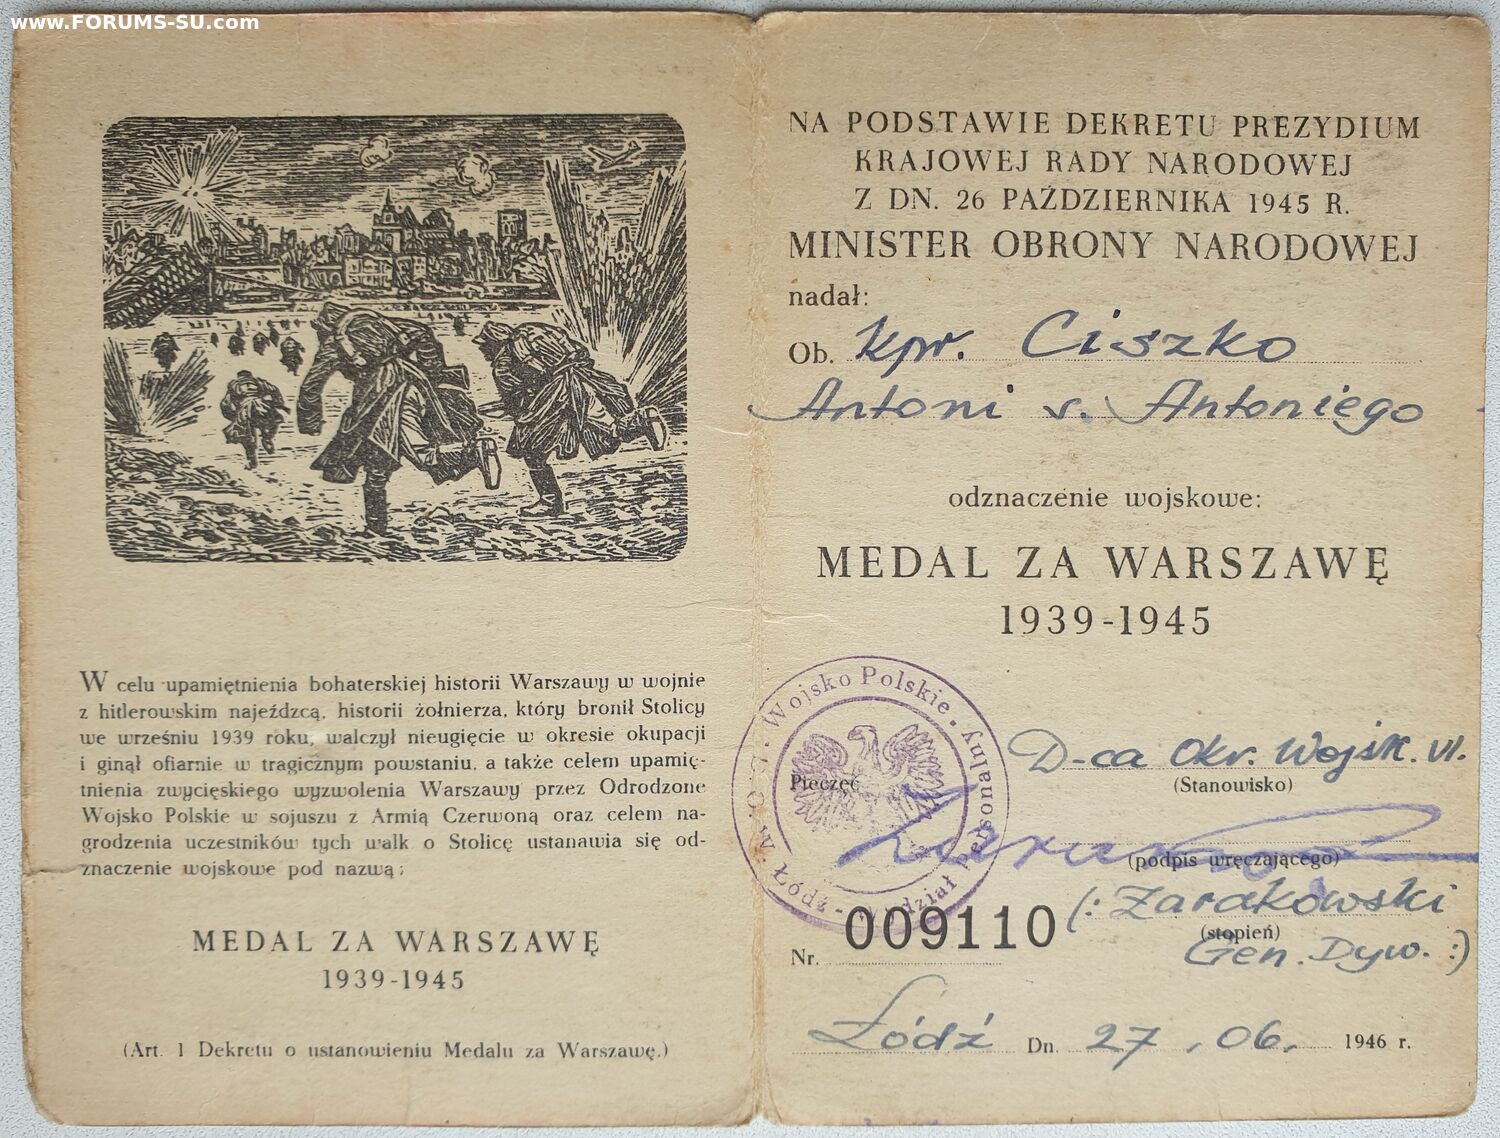 www.FORUMS-SU.com
W celu upamiętnienia bohaterskiej historii Warszawy w wojnie
z hitlerowskim najeźdzcą, historii żołnierza, który bronił Stolicy
we wrześniu 1939 roku, walczył nieugięcie w okresie okupacji
i ginął ofiarnie w tragicznym powstaniu, a także celem upamię-
tnienia zwycięskiego wyzwolenia Warszawy przez Odrodzone
Wojsko Polskie w sojuszu z Armią Czerwoną oraz celem na-
grodzenia uczestników tych walk o Stolicę ustanawia się od-
znaczenie wojskowe pod nazwą:
MEDAL ZA WARSZAWĘ
1939-1945
(Art. 1 Dekretu o ustanowieniu Medalu za Warszawę.)
NA PODSTAWIE DEKRETU PREZYDIUM
KRAJOWEJ RADY NARODOWEJ
Z DN. 26 PAŹDZIERNIKA 1945 R.
MINISTER OBRONY NARODOWEJ
nadał:
Ob. kpr. Ciszko
Antoni s. Antoniego
odznaczenie wojskowe:
MEDAL ZA WARSZAWĘ
1939-1945
Wojsko Polskie - D.O.W. Łódź - Wydział Personalny
D-ca Okr. Wojsk. VI.
Pieczęć
(Stanowisko)
(podpis wręczającego)
(: Zarakowski
(stopień)
Gen. Dyw. :)
Nr. 009110
Łódź Dn. 27. 06. 1946 r.